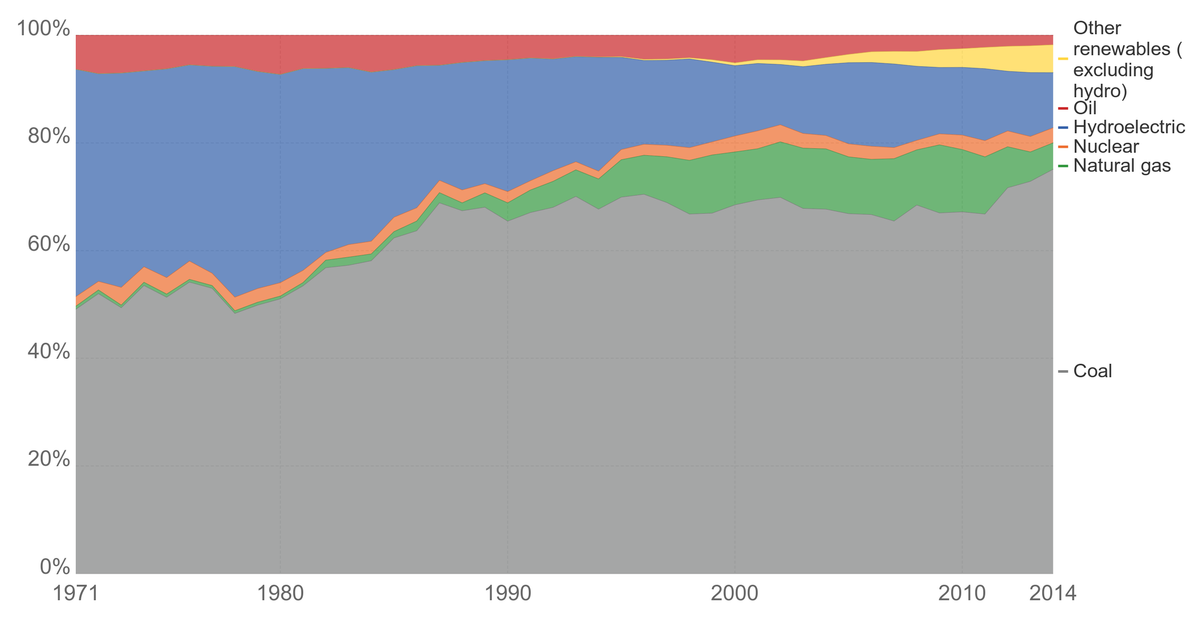 100%
80%
60%
40%
20%
0%
1971
1980
1990
2000
2010
2014
Other
renewables (
excluding
hydro)
Oil
Hydroelectric
Nuclear
Natural gas
Coal